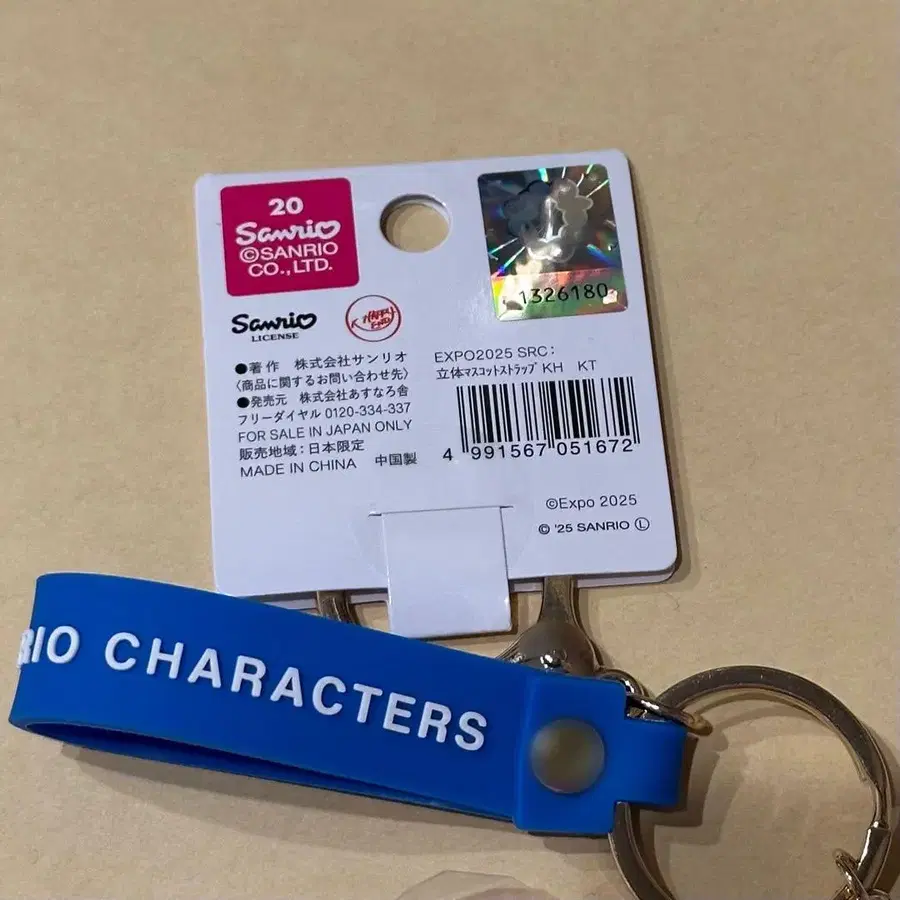 20
Sanrio
©SANRIO
CO.,LTD.
Sanrio
LICENSE
●著作 株式会社サンリオ
〈商品に関するお問い合わせ先〉
●発売元 株式会社あすなろ舎
フリーダイヤル 0120-334-337
FOR SALE IN JAPAN ONLY
販売地域：日本限定
MADE IN CHINA 中国製
1326180
EXPO2025 SRC：
立体ﾏｽｺｯﾄｽﾄﾗｯﾌﾟ KH KT
4 991567 051672
©Expo 2025
© '25 SANRIO Ⓛ
RIO CHARACTERS